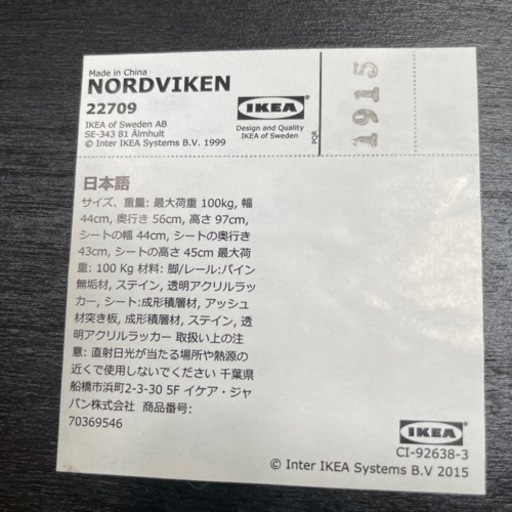 Made in China
NORDVIKEN
22709
IKEA of Sweden AB
SE-343 81 Älmhult
© Inter IKEA Systems B.V. 1999
IKEA
Design and Quality
IKEA of Sweden
PQR
1915
日本語
サイズ、重量: 最大荷重 100kg, 幅
44cm, 奥行き 56cm, 高さ 97cm,
シートの幅 44cm, シートの奥行き
43cm, シートの高さ 45cm 最大荷
重: 100 Kg 材料: 脚/レール:パイン
無垢材, ステイン, 透明アクリルラッ
カー, シート:成形積層材, アッシュ
材突き板, 成形積層材, ステイン, 透
明アクリルラッカー 取扱い上の注
意: 直射日光が当たる場所や熱源の
近くで使用しないでください 千葉県
船橋市浜町2-3-30 5F イケア・ジャ
パン株式会社 商品番号:
70369546
IKEA
CI-92638-3
© Inter IKEA Systems B.V 2015